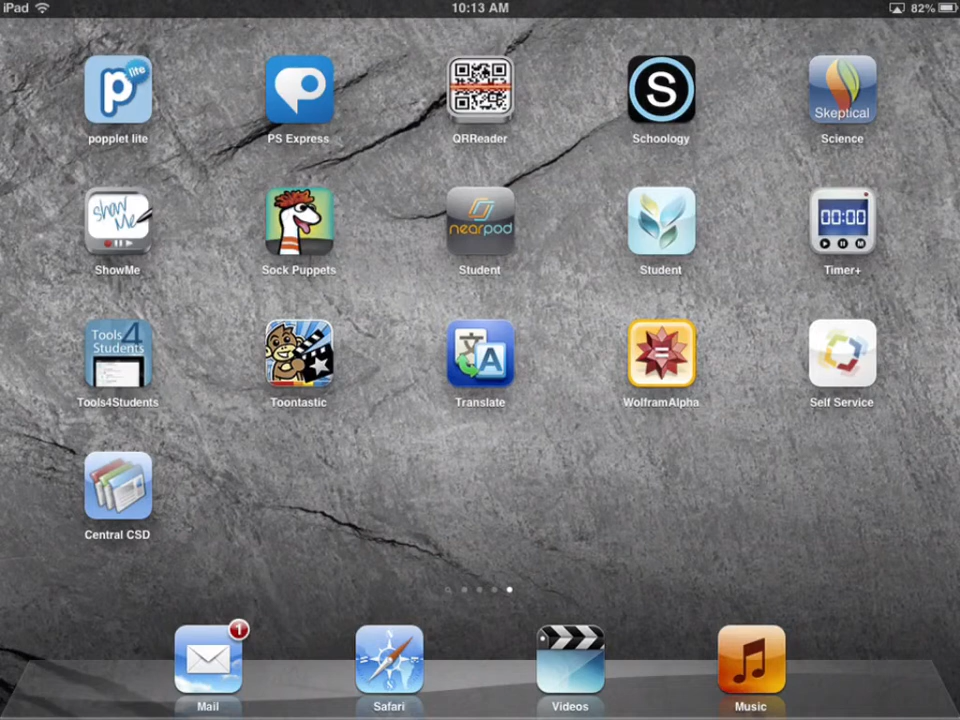 iPad 10:13 AM 82%
p lite
S
Skeptical
popplet lite PS Express QRReader Schoology Science
Show Me
nearpod
00:00
M
ShowMe Sock Puppets Student Student Timer+
Tools 4 Students
文 A
=
Tools4Students Toontastic Translate WolframAlpha Self Service
Central CSD
1
N
S
Mail Safari Videos Music